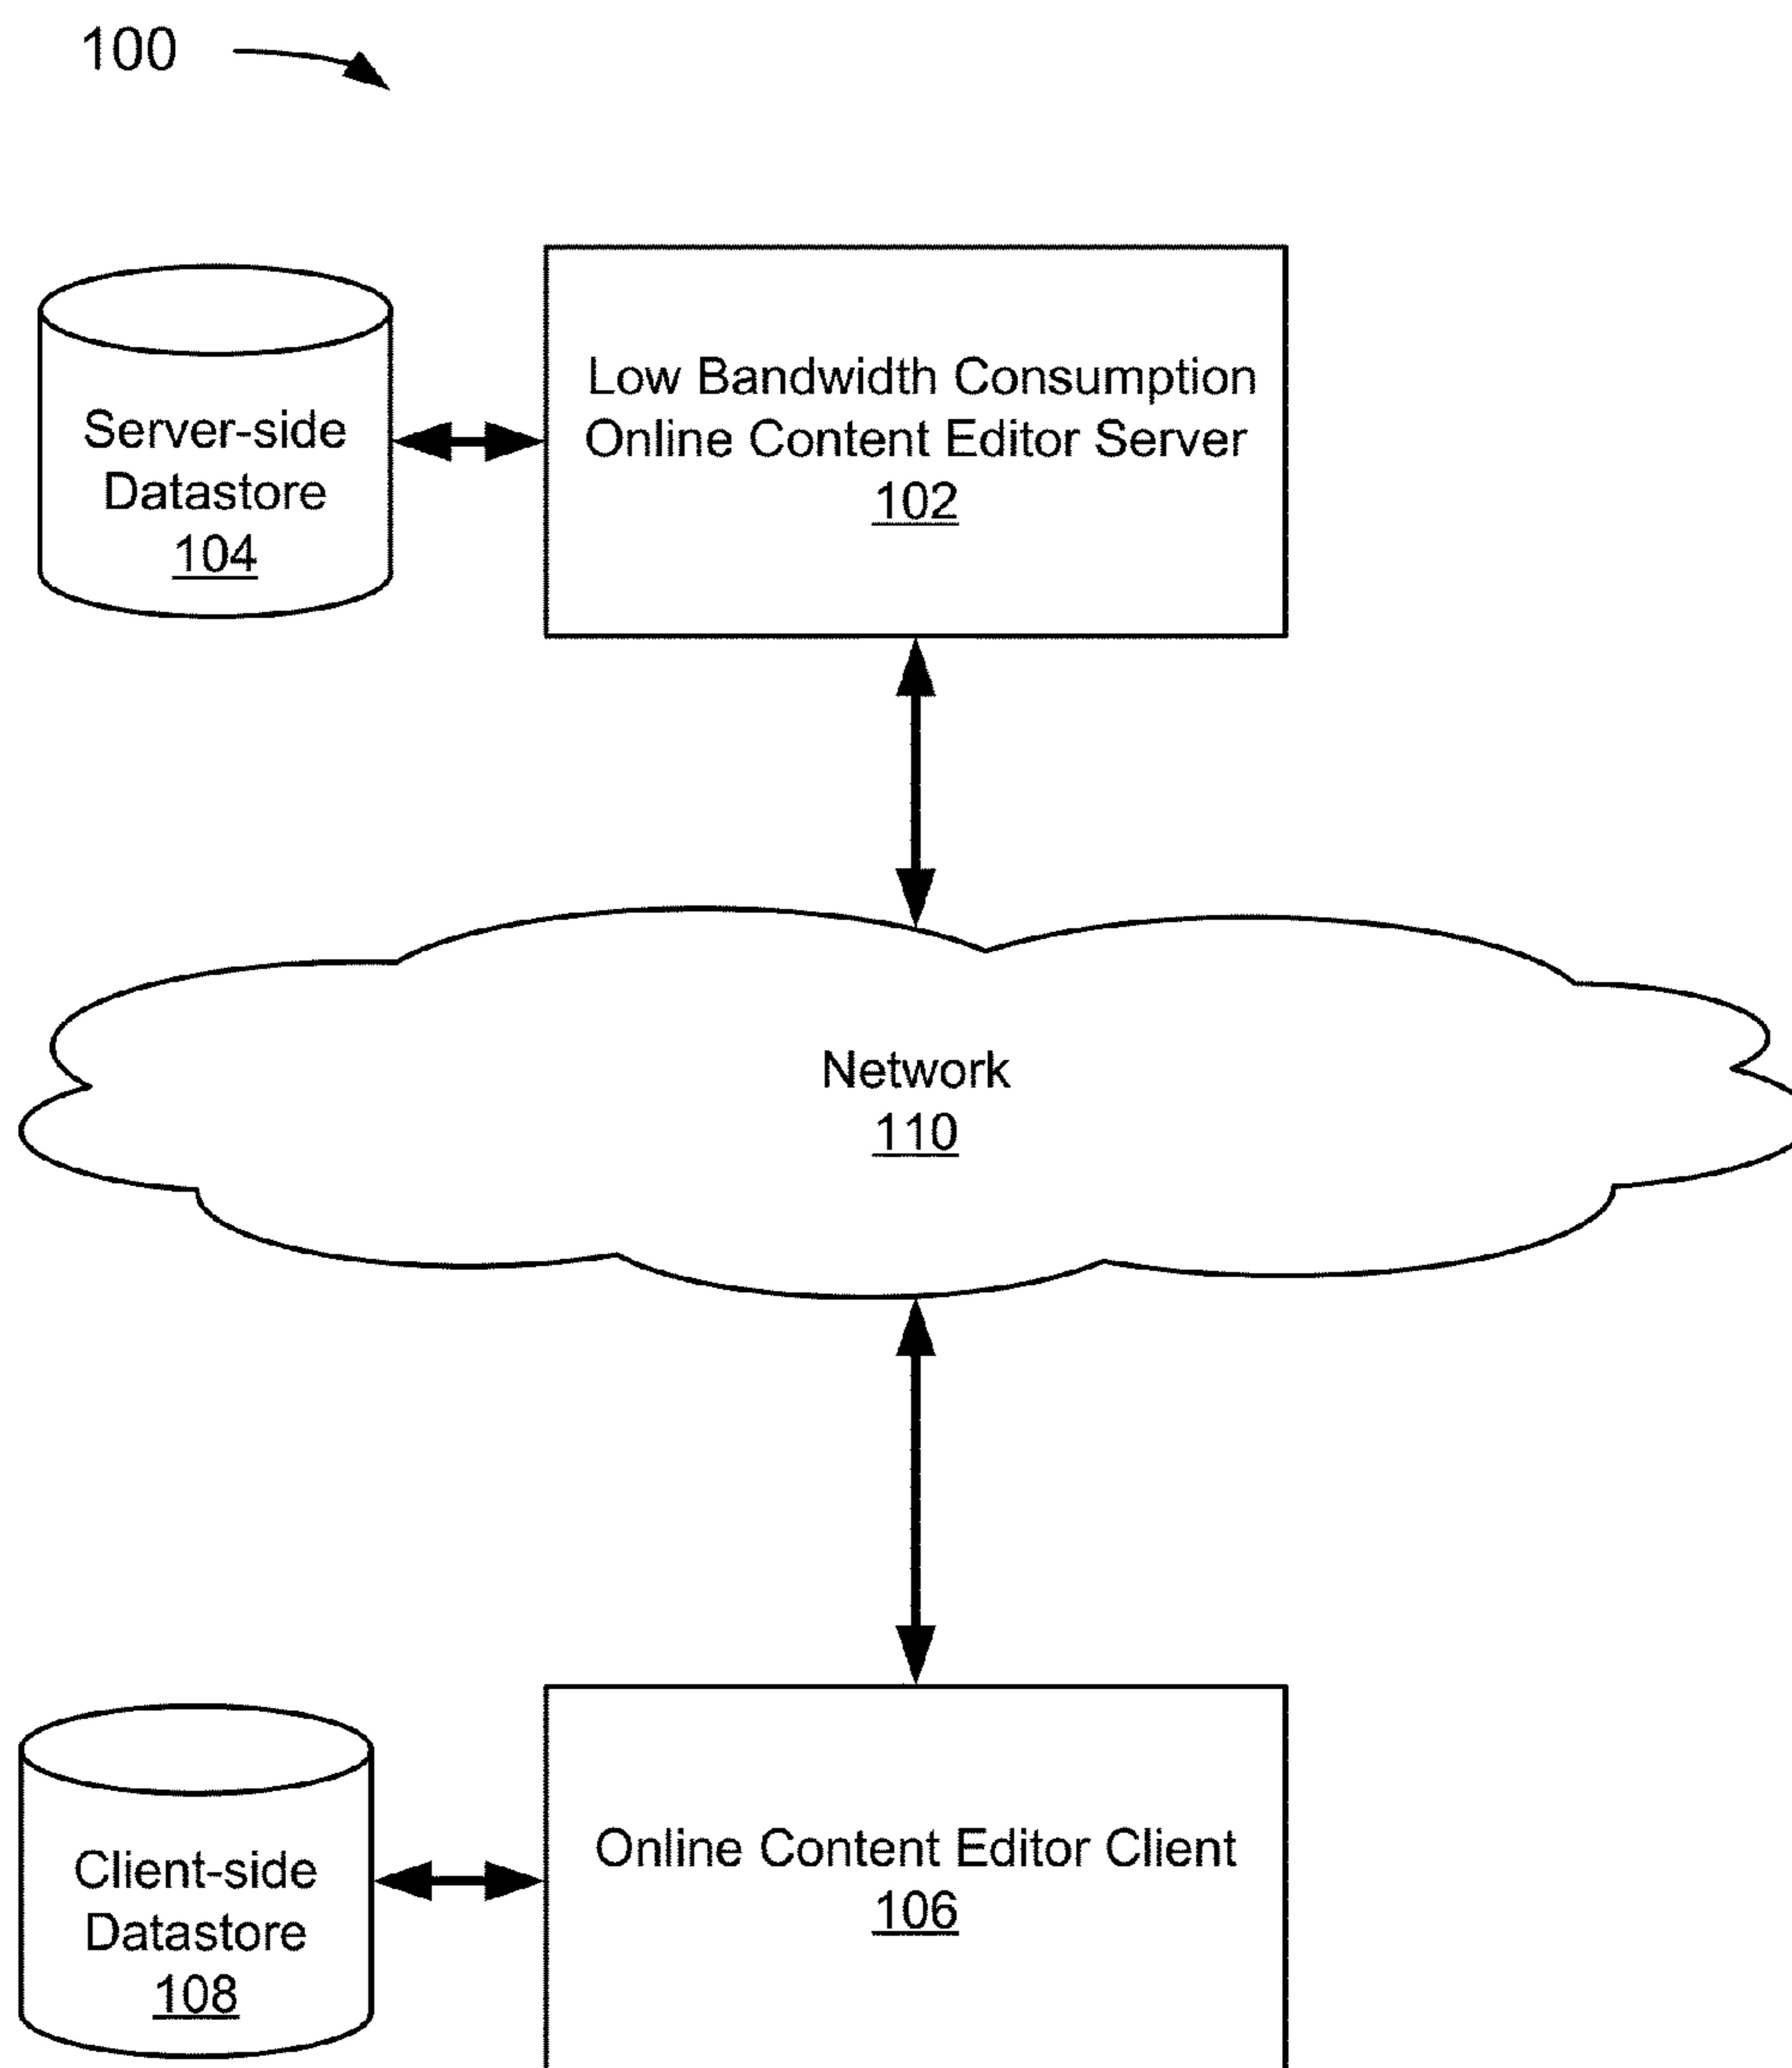 100
Low Bandwidth Consumption
Online Content Editor Server
102
Server-side
Datastore
104
Network
110
Online Content Editor Client
106
Client-side
Datastore
108